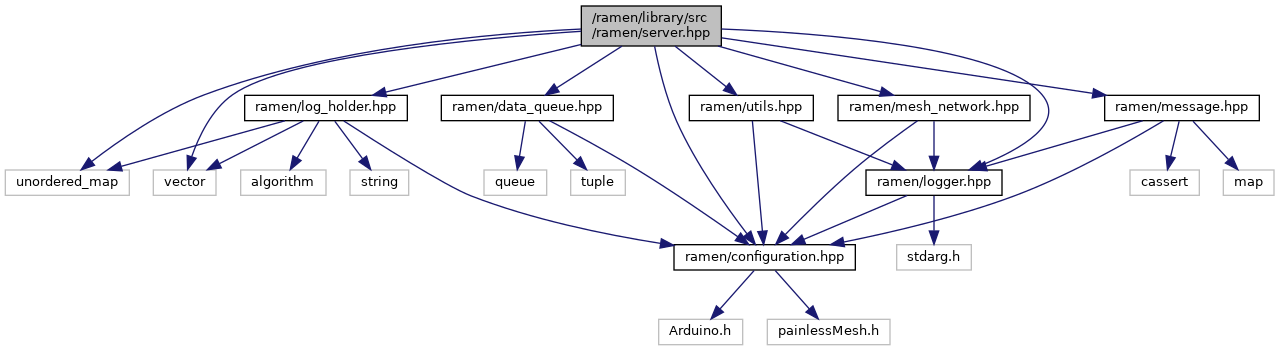 /ramen/library/src
/ramen/server.hpp
ramen/log_holder.hpp
ramen/data_queue.hpp
ramen/utils.hpp
ramen/mesh_network.hpp
ramen/message.hpp
unordered_map
vector
algorithm
string
queue
tuple
ramen/logger.hpp
cassert
map
ramen/configuration.hpp
stdarg.h
Arduino.h
painlessMesh.h